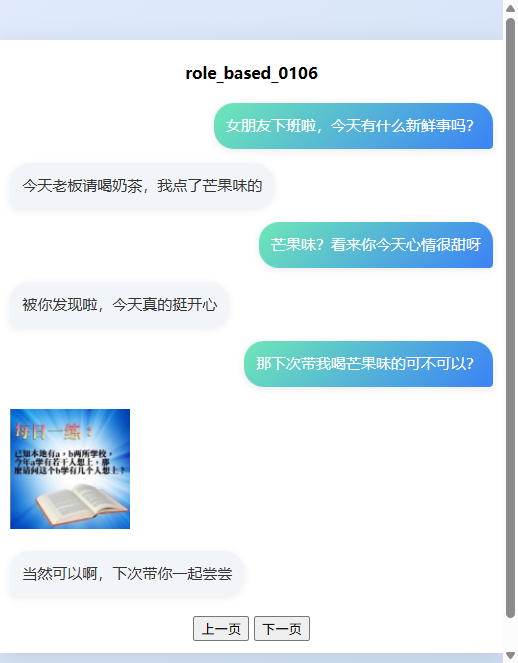 role_based_0106
女朋友下班啦，今天有什么新鲜事吗？
今天老板请喝奶茶，我点了芒果味的
芒果味？看来你今天心情很甜呀
被你发现啦，今天真的挺开心
那下次带我喝芒果味的可不可以？
每日一练：
已知本地有a，b两所学校，
今年a学有若干人想上，那
麼请问这个b学有几个人想上？
当然可以啊，下次带你一起尝尝
上一页 下一页